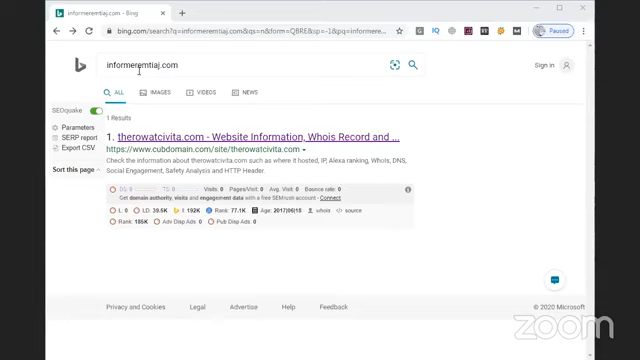 informeremtiaj.com - Bing
bing.com/search?q=informeremtiaj.com&qs=n&form=QBRE&sp=-1&pq=informere...
Paused
informeremtiaj.com
Sign in
ALL
IMAGES
VIDEOS
NEWS
SEOquake
1 Results
Parameters
SERP report
Export CSV
Sort this page
1. therowatcivita.com - Website Information, Whois Record and ...
https://www.cubdomain.com/site/therowatcivita.com
Check the information about therowatcivita.com such as where it hosted, IP, Alexa ranking, WhoIs, DNS,
Social Engagement, Safety Analysis and HTTP Header.
DS: 0 TS: 0 Visits: 0 Pages/Visit: 0 Avg. Visit: 0 Bounce rate: 0
Get domain authority, visits and engagement data with a free SEMrush account - Connect
L: 0 LD: 39.5K I: 192K Rank: 77.1K Age: 2017|06|15 whois source
Rank: 185K Adv Disp Ads: 0 Pub Disp Ads: 0
Privacy and Cookies Legal Advertise Help Feedback
© 2020 Microsoft
zoom